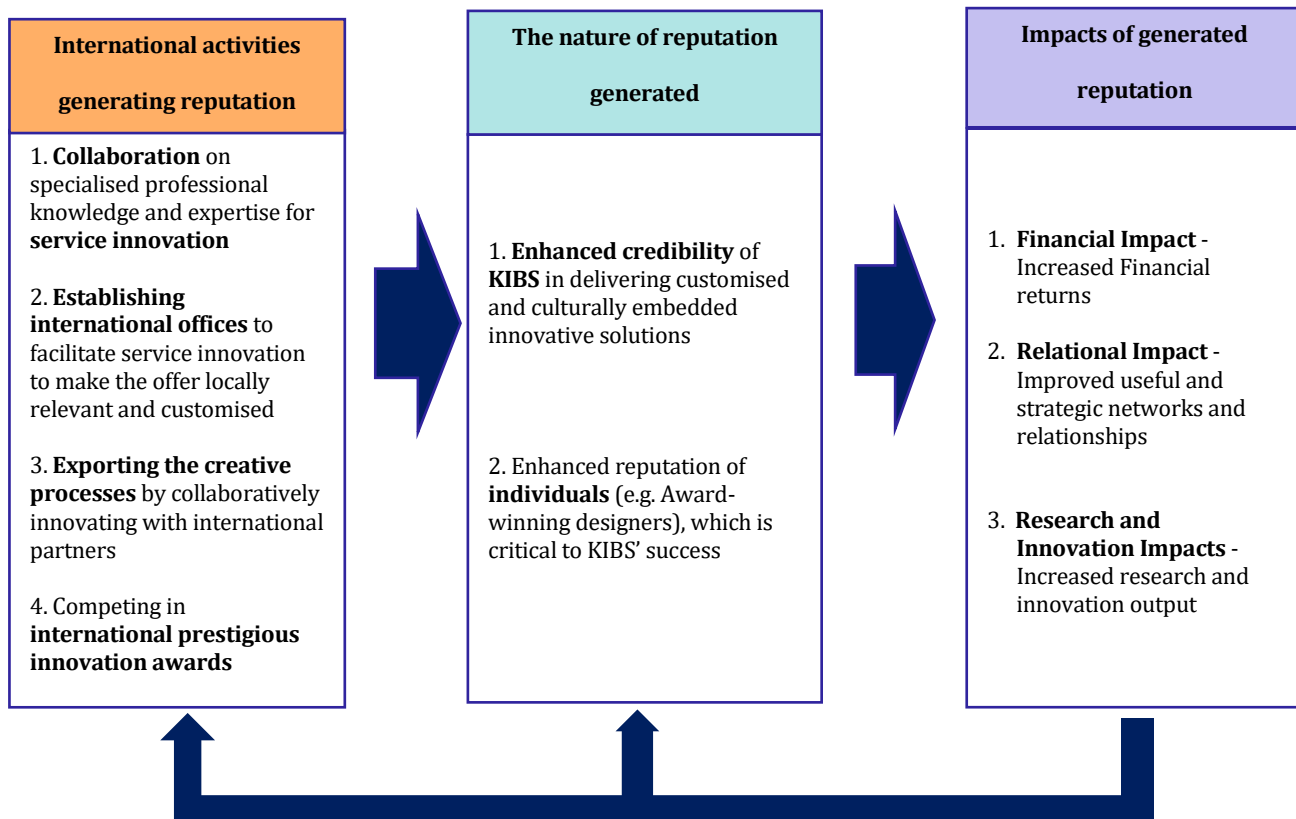 International activities
generating reputation
1. Collaboration on
specialised professional
knowledge and expertise for
service innovation
2. Establishing
international offices to
facilitate service innovation
to make the offer locally
relevant and customised
3. Exporting the creative
processes by collaboratively
innovating with international
partners
4. Competing in
international prestigious
innovation awards
The nature of reputation
generated
1. Enhanced credibility of
KIBS in delivering customised
and culturally embedded
innovative solutions
2. Enhanced reputation of
individuals (e.g. Award-
winning designers), which is
critical to KIBS’ success
Impacts of generated
reputation
1. Financial Impact -
Increased Financial
returns
2. Relational Impact -
Improved useful and
strategic networks and
relationships
3. Research and
Innovation Impacts -
Increased research and
innovation output